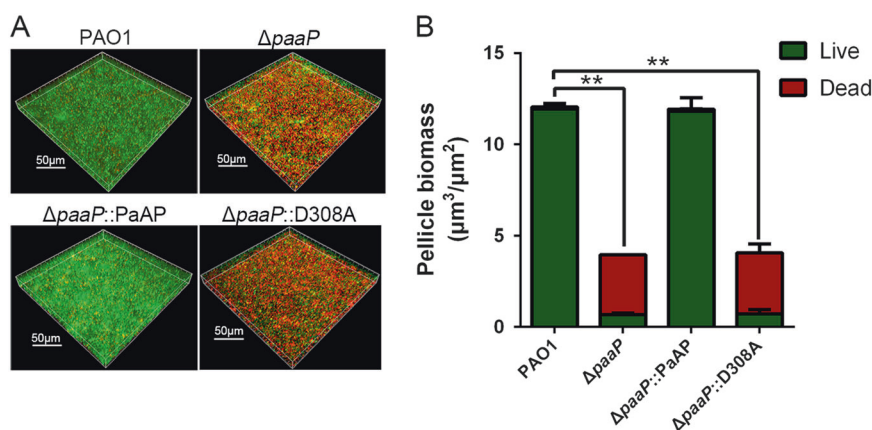 A
PAO1
ΔpaaP
50μm
50μm
ΔpaaP::PaAP
ΔpaaP::D308A
50μm
50μm
B
Pellicle biomass
(μm³/μm²)
15
10
5
0
**
**
Live
Dead
PAO1
ΔpaaP
ΔpaaP::PaAP
ΔpaaP::D308A